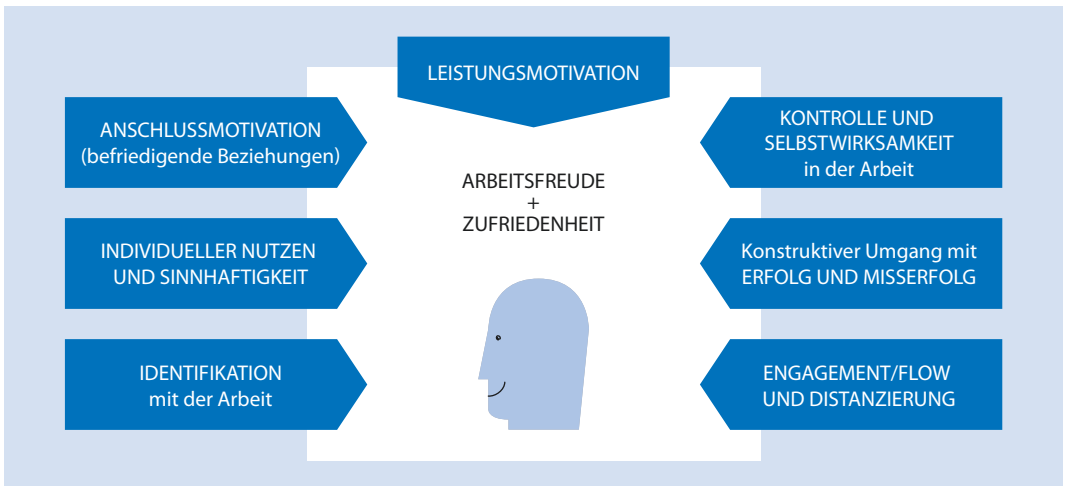 LEISTUNGSMOTIVATION
ANSCHLUSSMOTIVATION
(befriedigende Beziehungen)
INDIVIDUELLER NUTZEN
UND SINNHAFTIGKEIT
IDENTIFIKATION
mit der Arbeit
ARBEITSFREUDE
+
ZUFRIEDENHEIT
KONTROLLE UND
SELBSTWIRKSAMKEIT
in der Arbeit
Konstruktiver Umgang mit
ERFOLG UND MISSERFOLG
ENGAGEMENT/FLOW
UND DISTANZIERUNG